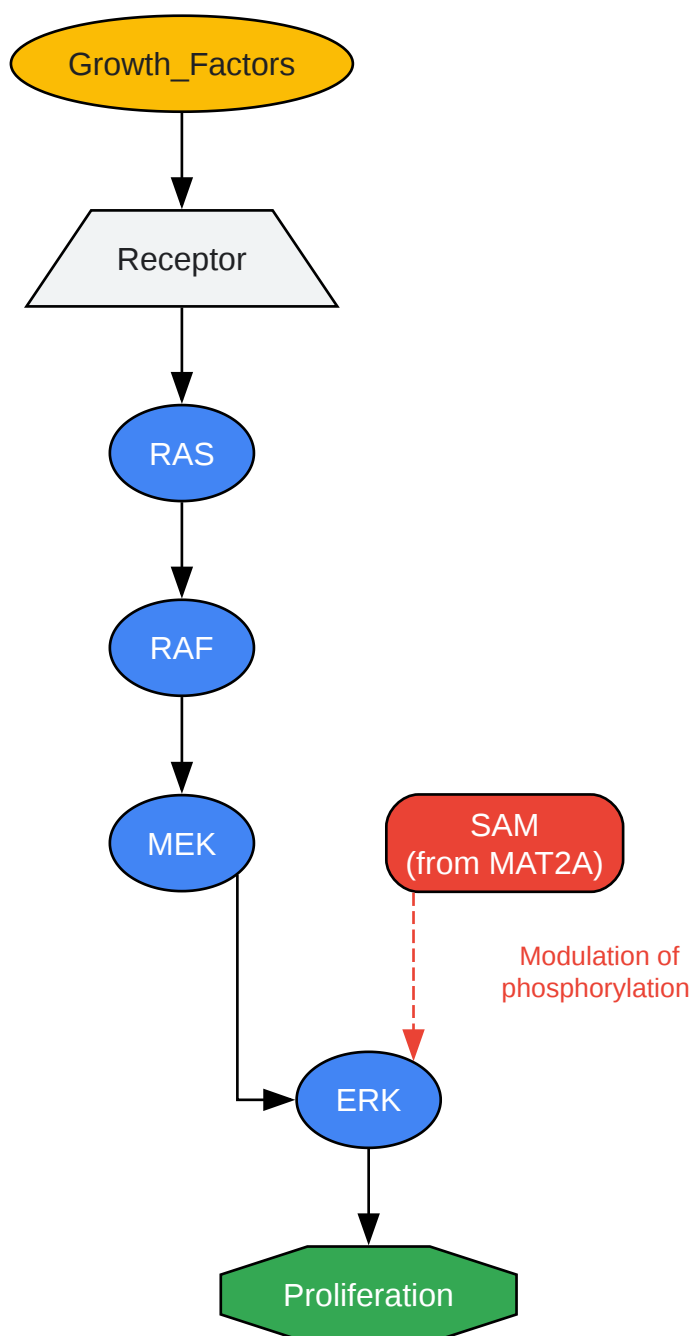 Growth_Factors
Receptor
RAS
RAF
MEK
SAM
(from MAT2A)
Modulation of
phosphorylation
ERK
Proliferation